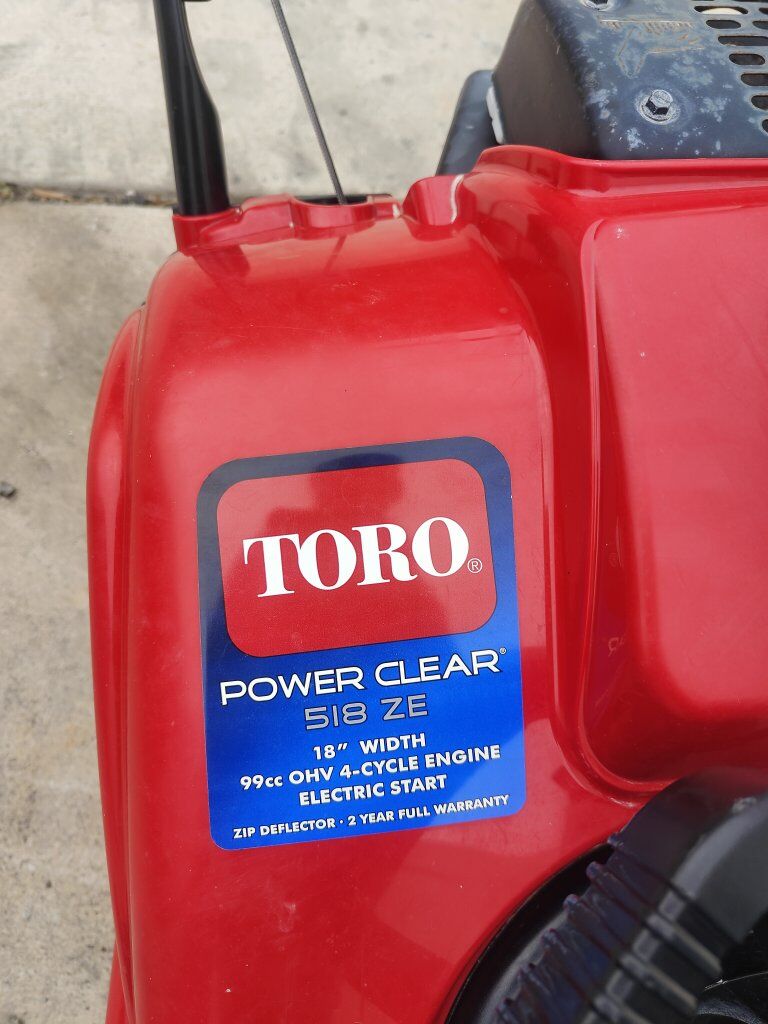 TORO®
POWER CLEAR®
518 ZE
18" WIDTH
99cc OHV 4-CYCLE ENGINE
ELECTRIC START
ZIP DEFLECTOR · 2 YEAR FULL WARRANTY